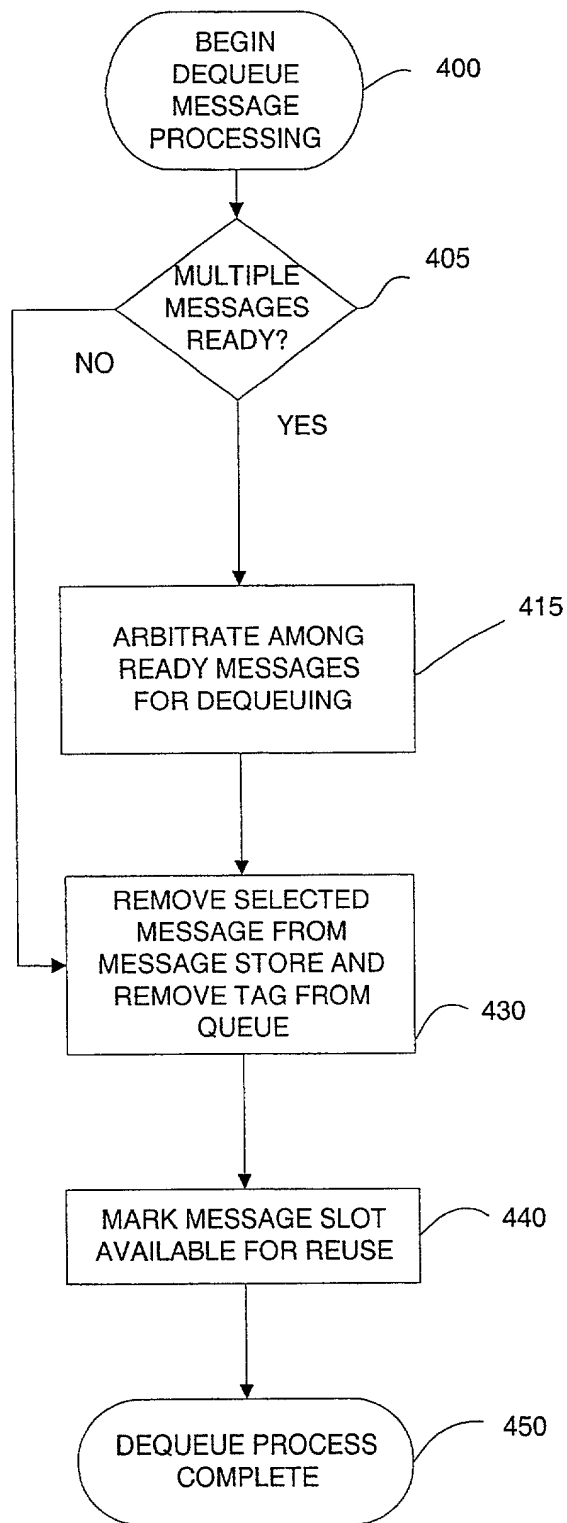 BEGIN
DEQUEUE
MESSAGE
PROCESSING
400
MULTIPLE
MESSAGES
READY?
405
NO
YES
ARBITRATE AMONG
READY MESSAGES
FOR DEQUEUING
415
REMOVE SELECTED
MESSAGE FROM
MESSAGE STORE AND
REMOVE TAG FROM
QUEUE
430
MARK MESSAGE SLOT
AVAILABLE FOR REUSE
440
DEQUEUE PROCESS
COMPLETE
450